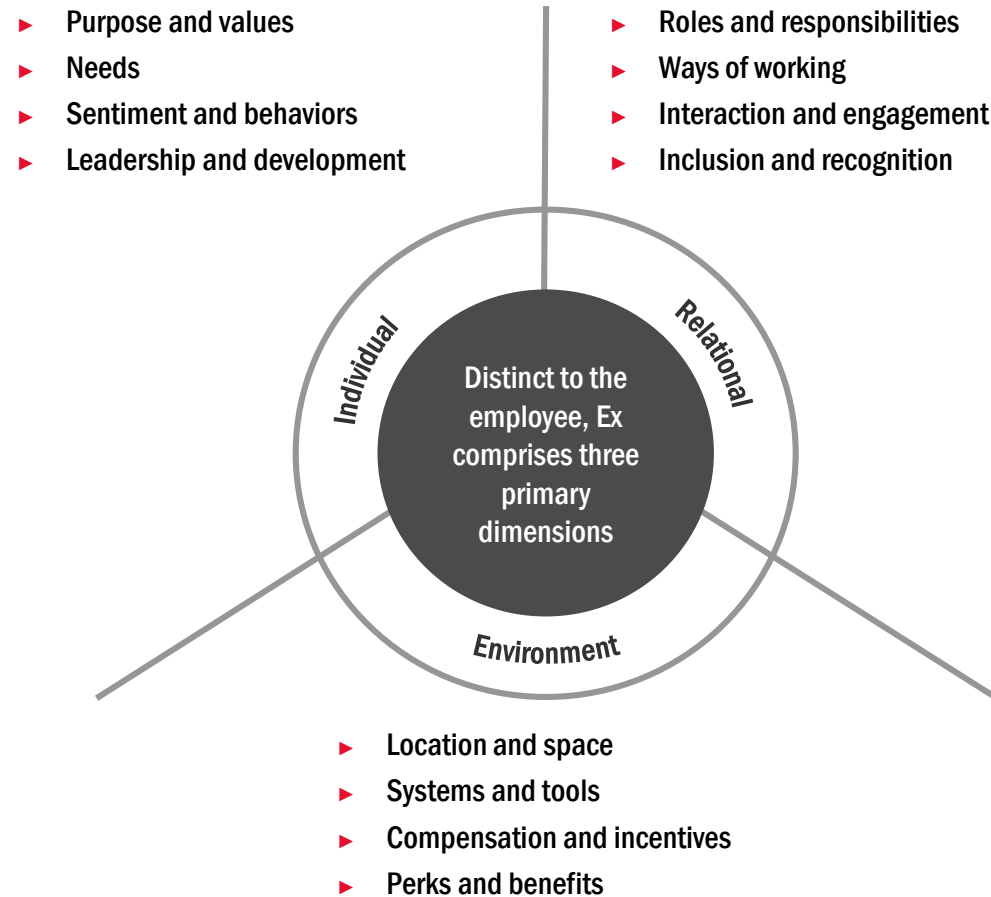 Purpose and values
Needs
Sentiment and behaviors
Leadership and development
Roles and responsibilities
Ways of working
Interaction and engagement
Inclusion and recognition
Individual
Relational
Distinct to the
employee, Ex
comprises three
primary
dimensions
Environment
Location and space
Systems and tools
Compensation and incentives
Perks and benefits